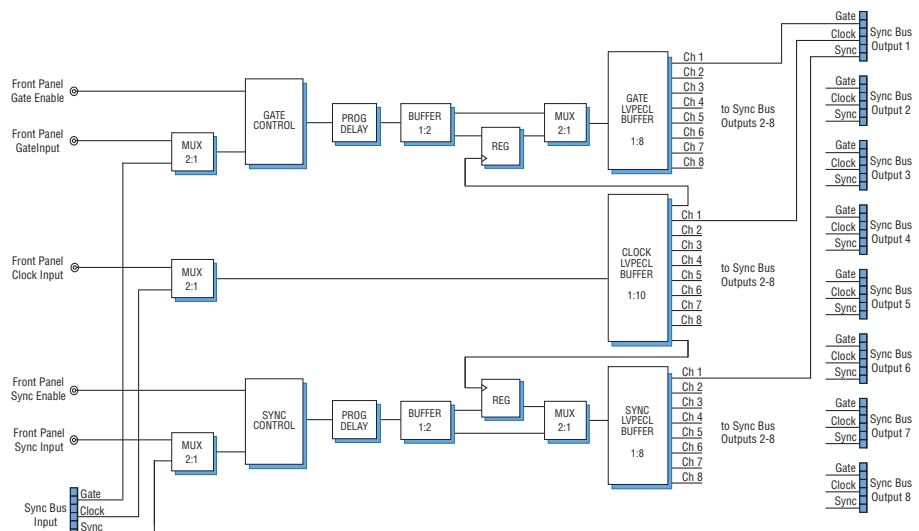 Front Panel
Gate Enable
Front Panel
GateInput
MUX
2:1
GATE
CONTROL
PROG
DELAY
BUFFER
1:2
REG
MUX
2:1
GATE
LVPECL
BUFFER
1:8
Ch 1
Ch 2
Ch 3
Ch 4
Ch 5
Ch 6
Ch 7
Ch 8
to Sync Bus
Outputs 2-8
Front Panel
Clock Input
MUX
2:1
CLOCK
LVPECL
BUFFER
1:10
Ch 1
Ch 2
Ch 3
Ch 4
Ch 5
Ch 6
Ch 7
Ch 8
to Sync Bus
Outputs 2-8
Front Panel
Sync Enable
Front Panel
Sync Input
MUX
2:1
SYNC
CONTROL
PROG
DELAY
BUFFER
1:2
REG
MUX
2:1
SYNC
LVPECL
BUFFER
1:8
Ch 1
Ch 2
Ch 3
Ch 4
Ch 5
Ch 6
Ch 7
Ch 8
to Sync Bus
Outputs 2-8
Sync Bus
Input
Gate
Clock
Sync
Gate
Clock
Sync
Sync Bus
Output 1
Gate
Clock
Sync
Sync Bus
Output 2
Gate
Clock
Sync
Sync Bus
Output 3
Gate
Clock
Sync
Sync Bus
Output 4
Gate
Clock
Sync
Sync Bus
Output 5
Gate
Clock
Sync
Sync Bus
Output 6
Gate
Clock
Sync
Sync Bus
Output 7
Gate
Clock
Sync
Sync Bus
Output 8